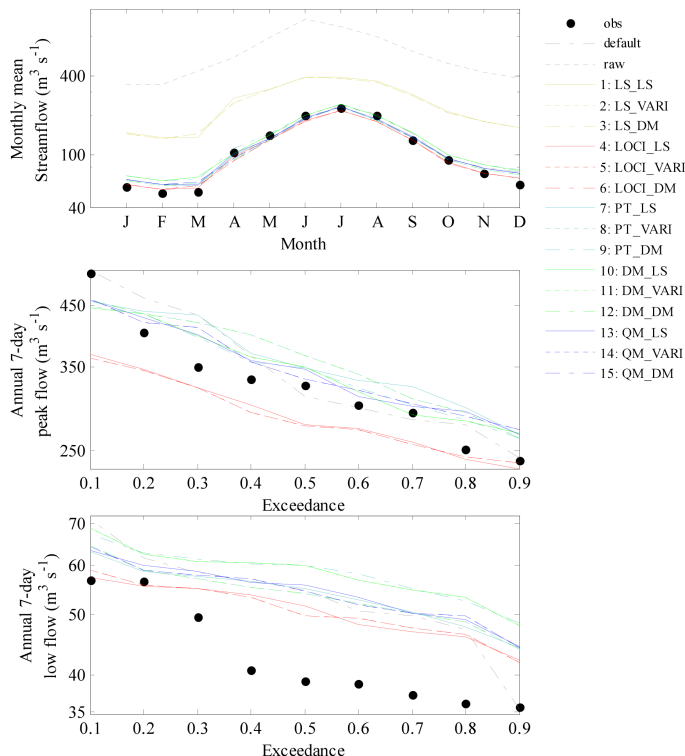 400
100
40
Monthly mean
Streamflow (m³ s⁻¹)
J F M A M J J A S O N D
Month
obs
default
raw
1: LS_LS
2: LS_VARI
3: LS_DM
4: LOCI_LS
5: LOCI_VARI
6: LOCI_DM
7: PT_LS
8: PT_VARI
9: PT_DM
10: DM_LS
11: DM_VARI
12: DM_DM
13: QM_LS
14: QM_VARI
15: QM_DM
450
350
250
Annual 7-day
peak flow (m³ s⁻¹)
0.1 0.2 0.3 0.4 0.5 0.6 0.7 0.8 0.9
Exceedance
70
60
50
40
35
Annual 7-day
low flow (m³ s⁻¹)
0.1 0.2 0.3 0.4 0.5 0.6 0.7 0.8 0.9
Exceedance